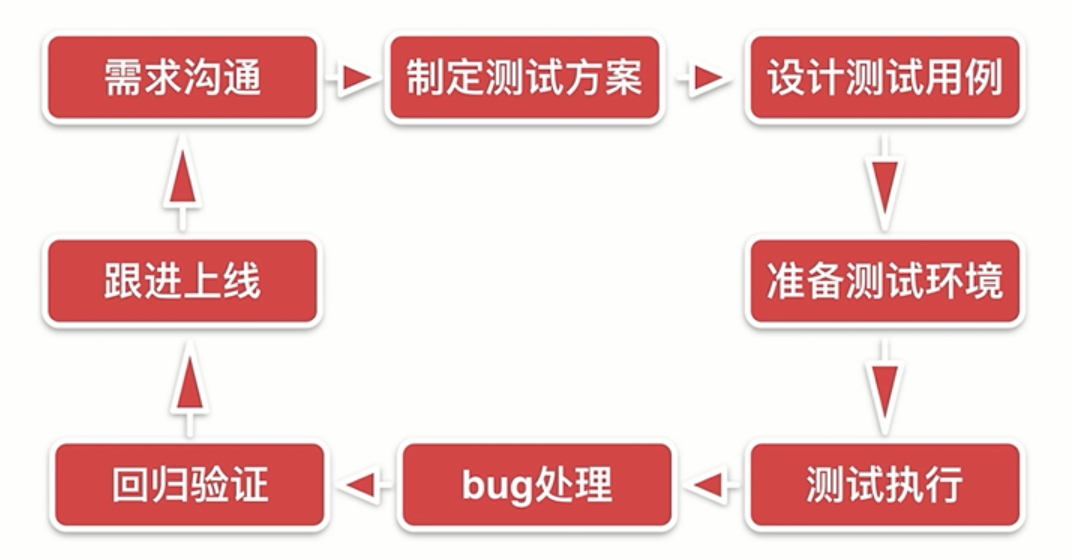 需求沟通
制定测试方案
设计测试用例
准备测试环境
测试执行
bug处理
回归验证
跟进上线